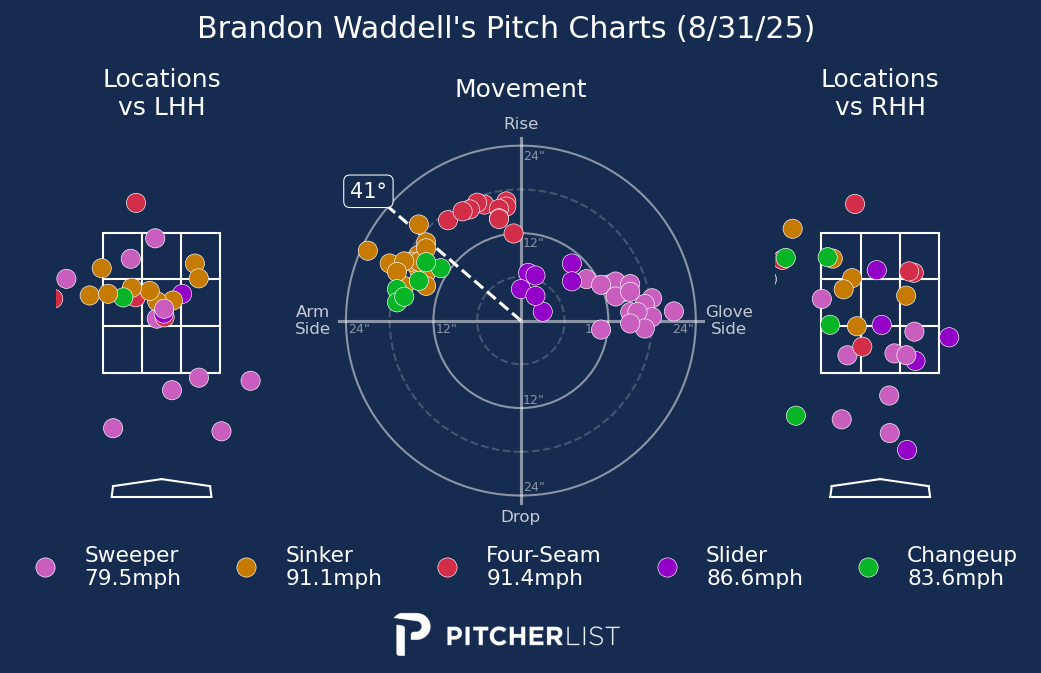 Brandon Waddell's Pitch Charts (8/31/25)
Locations
vs LHH
Movement
Locations
vs RHH
Rise
24"
41°
12"
Arm
Side
24"
12"
24"
Glove
Side
12"
24"
Drop
Sweeper
79.5mph
Sinker
91.1mph
Four-Seam
91.4mph
Slider
86.6mph
Changeup
83.6mph
PITCHERLIST